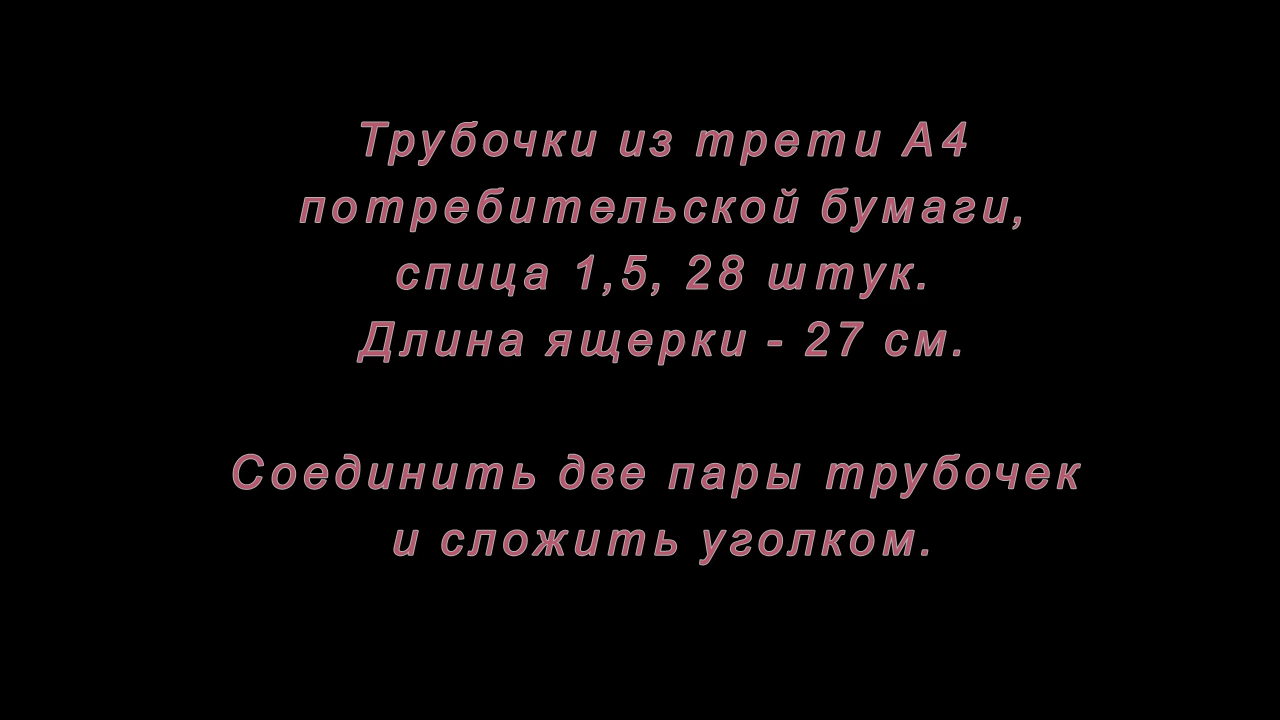 Трубочки из трети А4
потребительской бумаги,
спица 1,5, 28 штук.
Длина ящерки - 27 см.
Соединить две пары трубочек
и сложить уголком.